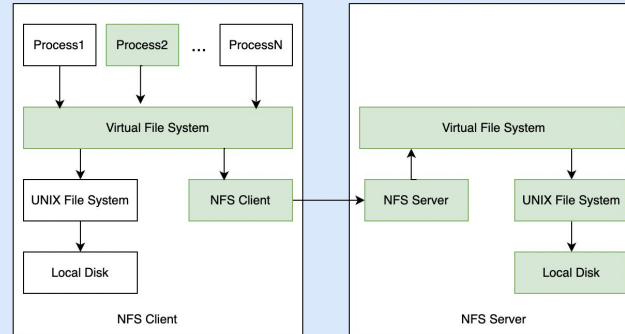 Process1
Process2
...
ProcessN
Virtual File System
Virtual File System
UNIX File System
NFS Client
NFS Server
UNIX File System
Local Disk
Local Disk
NFS Client
NFS Server